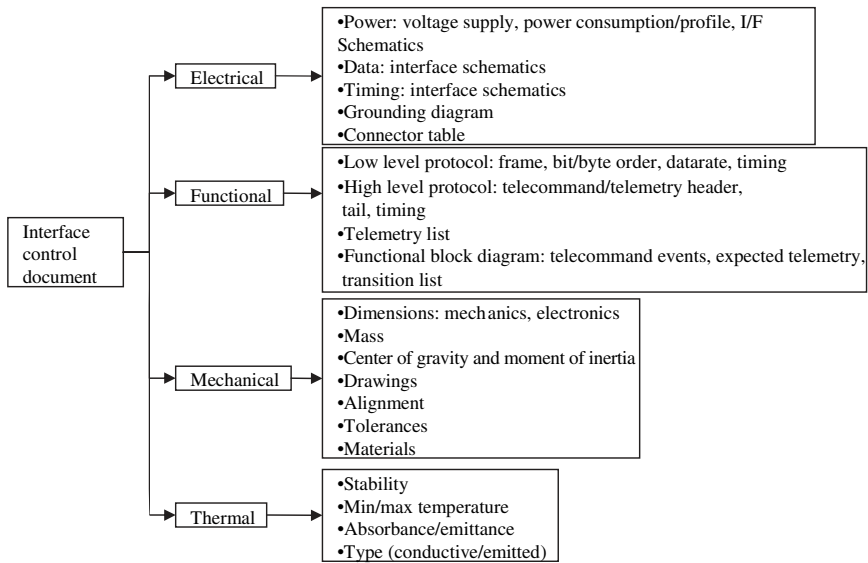 Interface
control
document
Electrical
•Power: voltage supply, power consumption/profile, I/F
Schematics
•Data: interface schematics
•Timing: interface schematics
•Grounding diagram
•Connector table
Functional
•Low level protocol: frame, bit/byte order, datarate, timing
•High level protocol: telecommand/telemetry header,
tail, timing
•Telemetry list
•Functional block diagram: telecommand events, expected telemetry,
transition list
Mechanical
•Dimensions: mechanics, electronics
•Mass
•Center of gravity and moment of inertia
•Drawings
•Alignment
•Tolerances
•Materials
Thermal
•Stability
•Min/max temperature
•Absorbance/emittance
•Type (conductive/emitted)